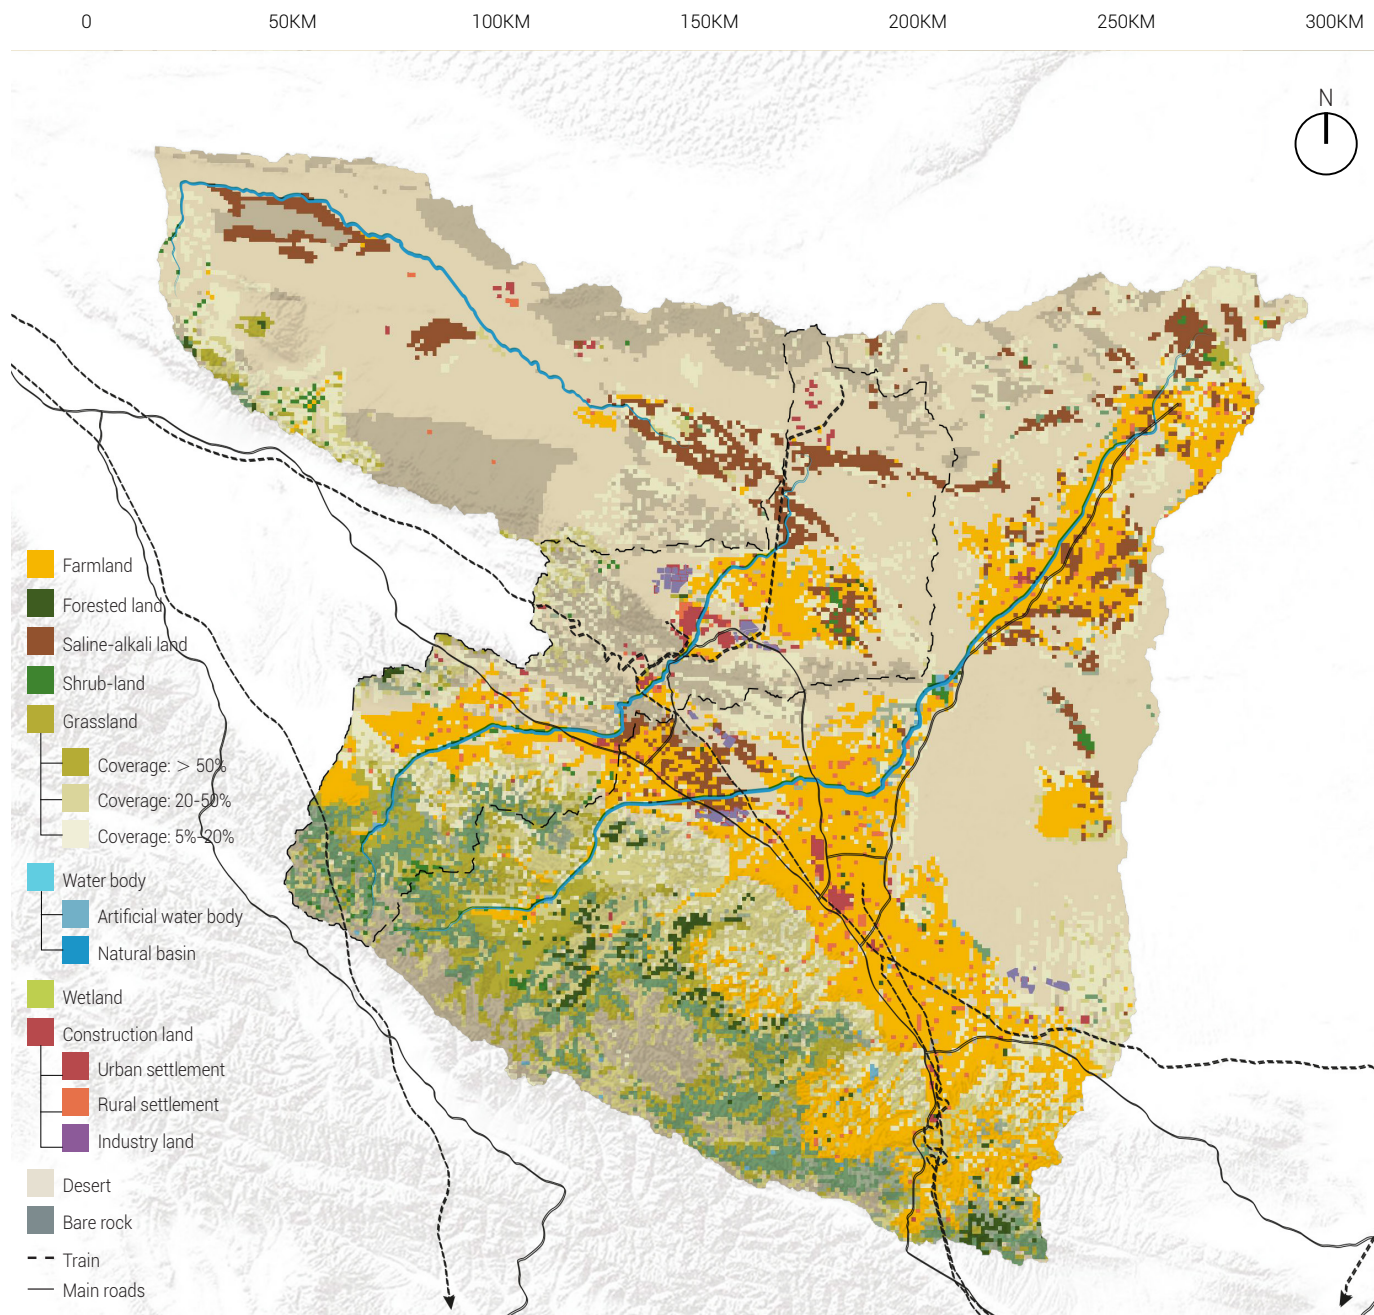 0 50KM 100KM 150KM 200KM 250KM 300KM
N
Farmland
Forested land
Saline-alkali land
Shrub-land
Grassland
Coverage: > 50%
Coverage: 20-50%
Coverage: 5%-20%
Water body
Artificial water body
Natural basin
Wetland
Construction land
Urban settlement
Rural settlement
Industry land
Desert
Bare rock
Train
Main roads